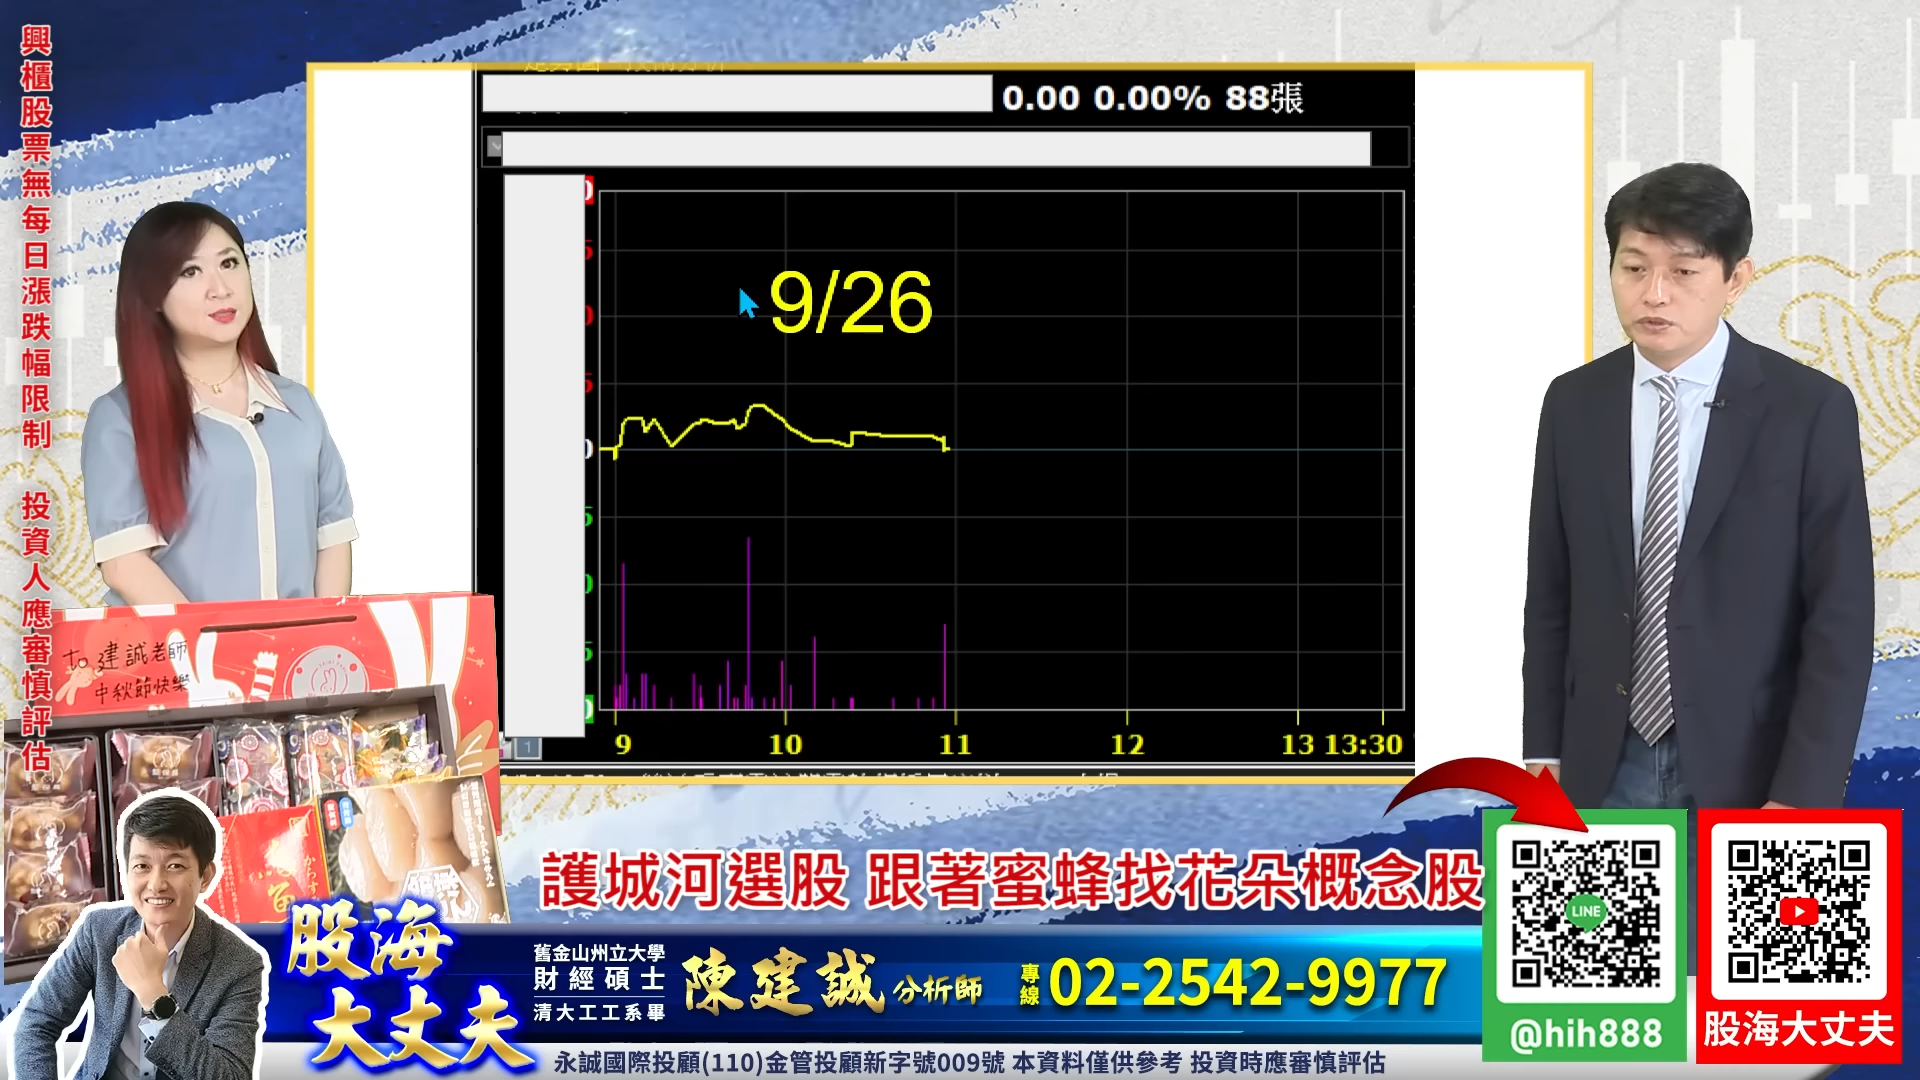 興櫃股票無每日漲跌幅限制 投資人應審慎評估
0.00 0.00% 88張
9/26
9 10 11 12 13 13:30
1
to 建誠老師
中秋節快樂
護城河選股 跟著蜜蜂找花朵概念股
股海
大丈夫
舊金山州立大學
財經碩士
清大工工系畢
陳建誠 分析師
專線 02-2542-9977
LINE
@hih888
股海大丈夫
永誠國際投顧(110)金管投顧新字號009號 本資料僅供參考 投資時應審慎評估